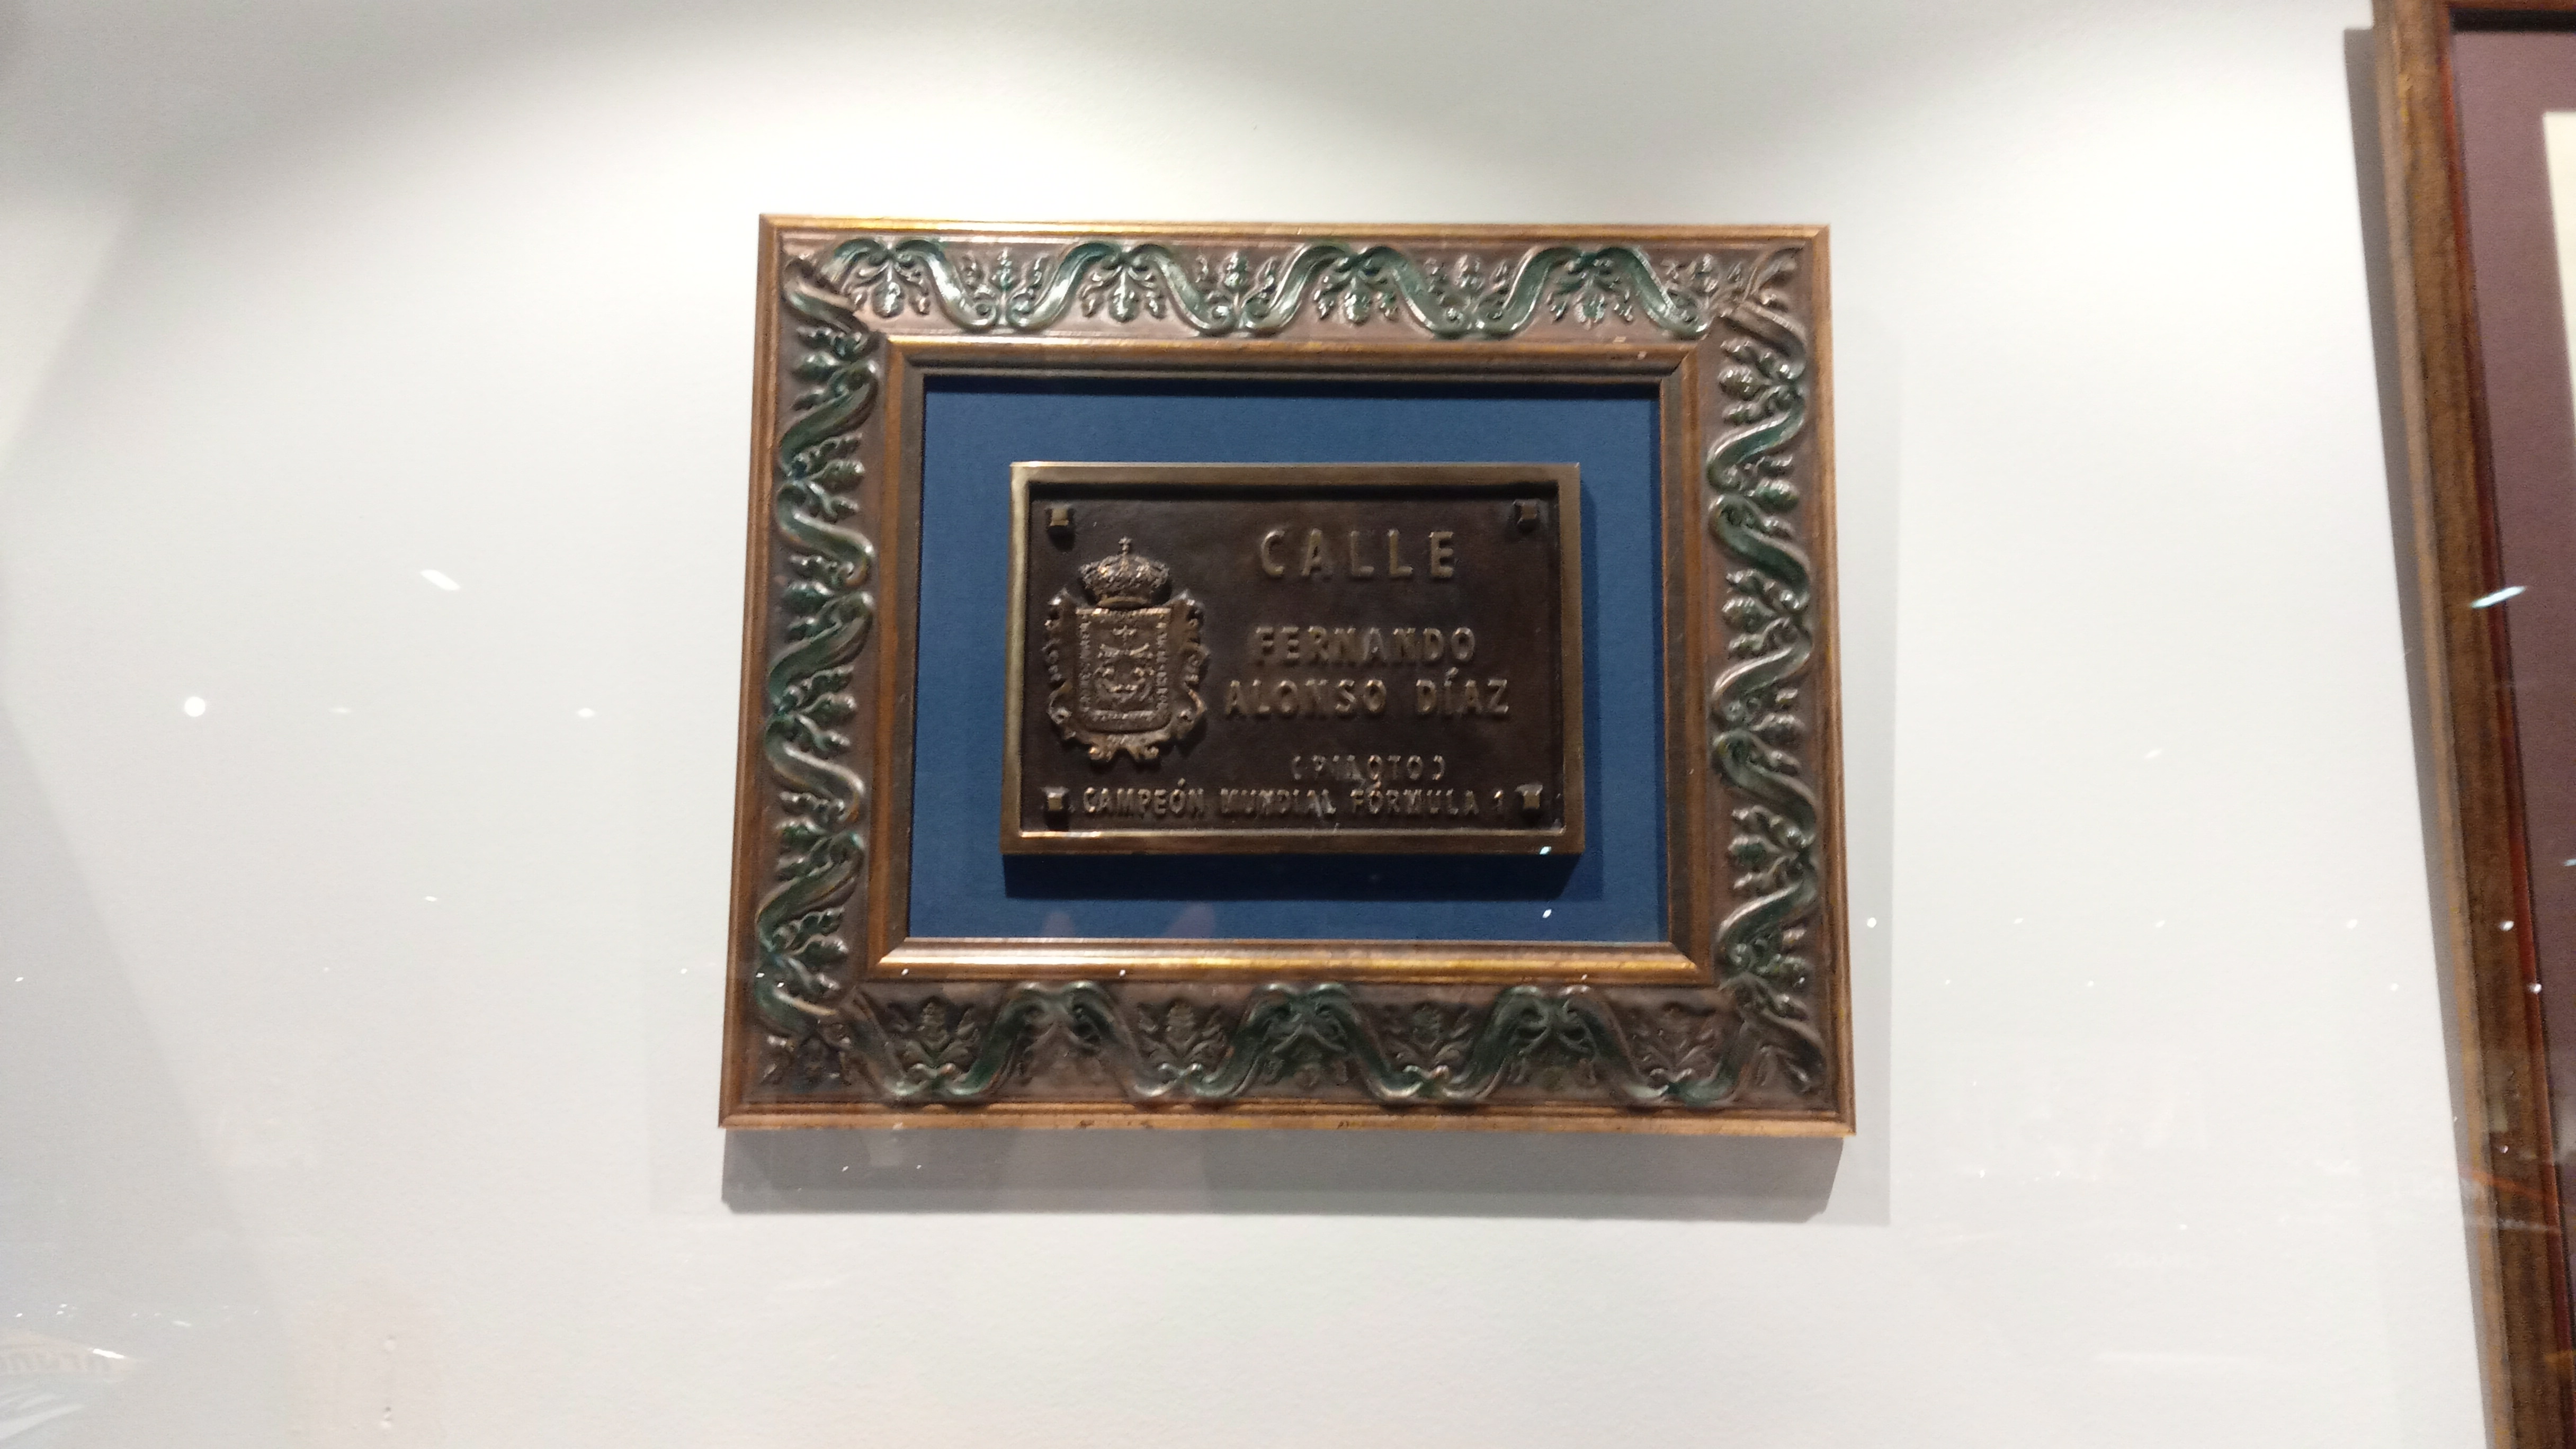 CALLE
FERNANDO
ALONSO DÍAZ
(PILOTO)
CAMPEÓN MUNDIAL FÓRMULA 1